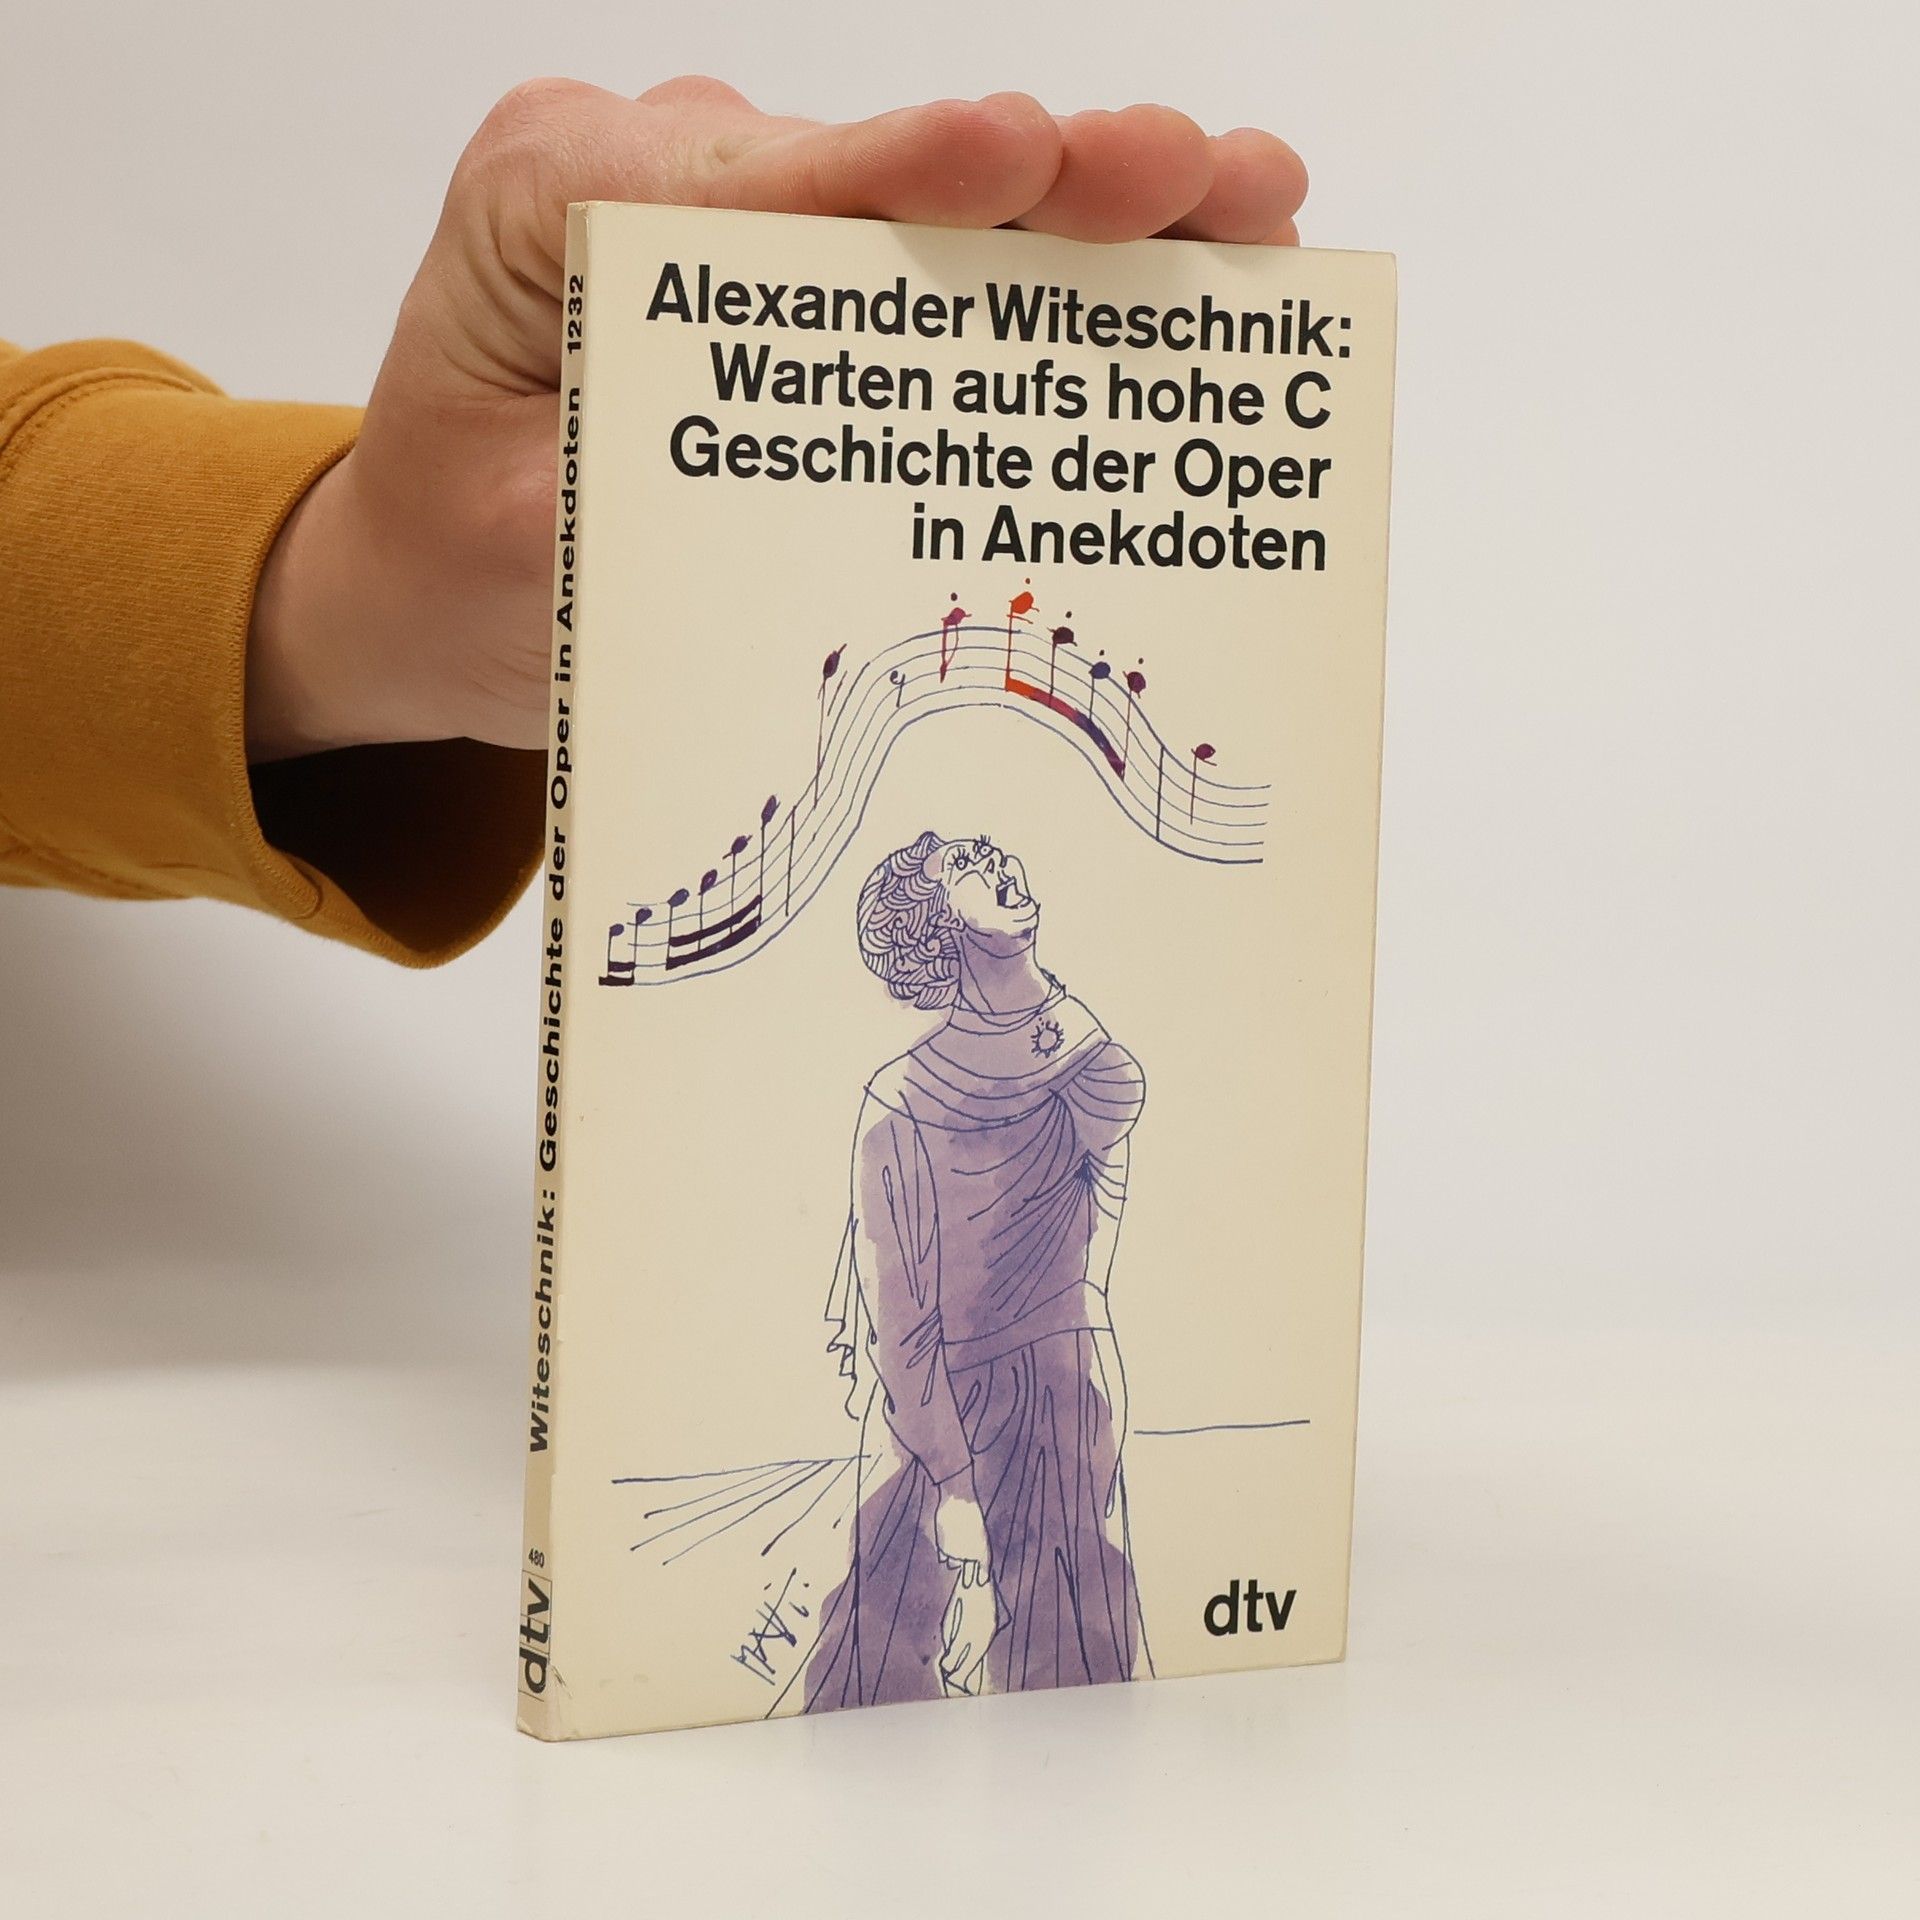 Alexander Witeschnik:
Warten aufs hohe C
Geschichte der Oper
in Anekdoten
dtv
Witeschnik: Geschichte der Oper in Anekdoten 1232
480
dtv